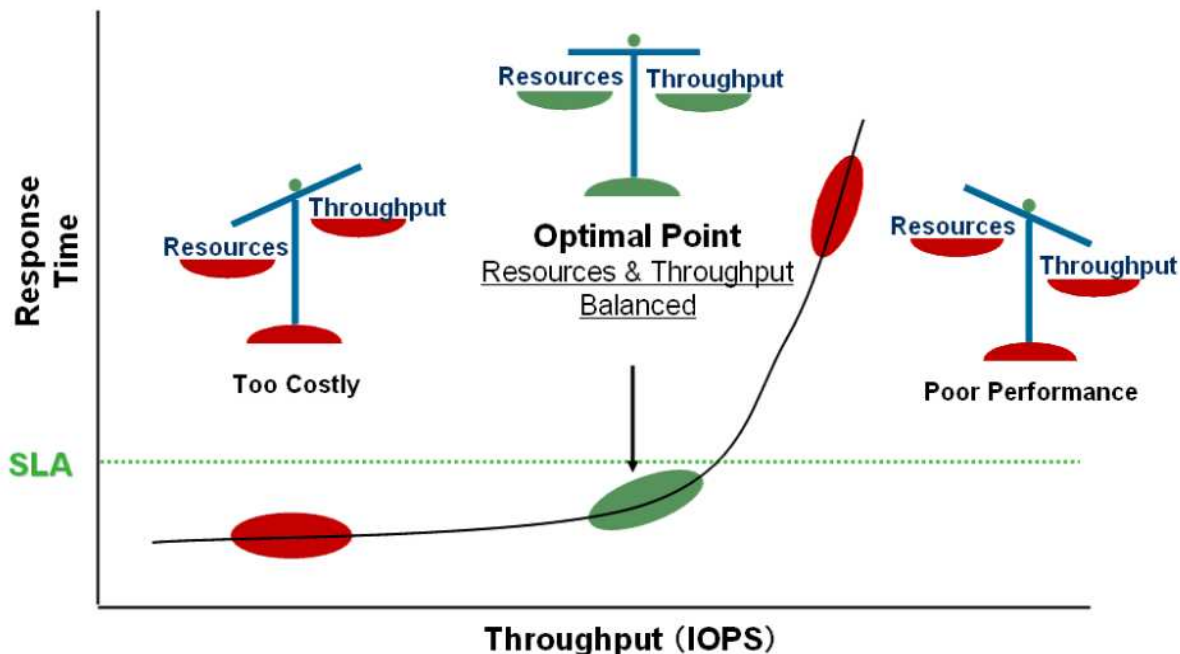 Response
Time
SLA
Resources
Throughput
Too Costly
Resources
Throughput
Optimal Point
Resources & Throughput
Balanced
Resources
Throughput
Poor Performance
Throughput (IOPS)